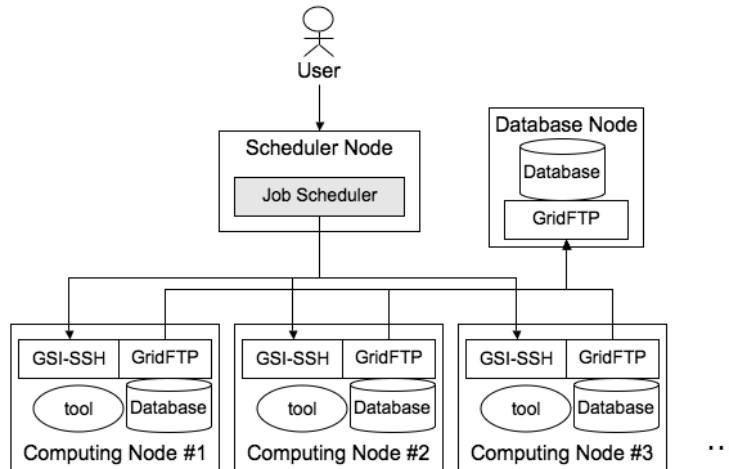 User
Scheduler Node
Job Scheduler
Database Node
Database
GridFTP
GSI-SSH GridFTP
tool Database
Computing Node #1
GSI-SSH GridFTP
tool Database
Computing Node #2
GSI-SSH GridFTP
tool Database
Computing Node #3
..